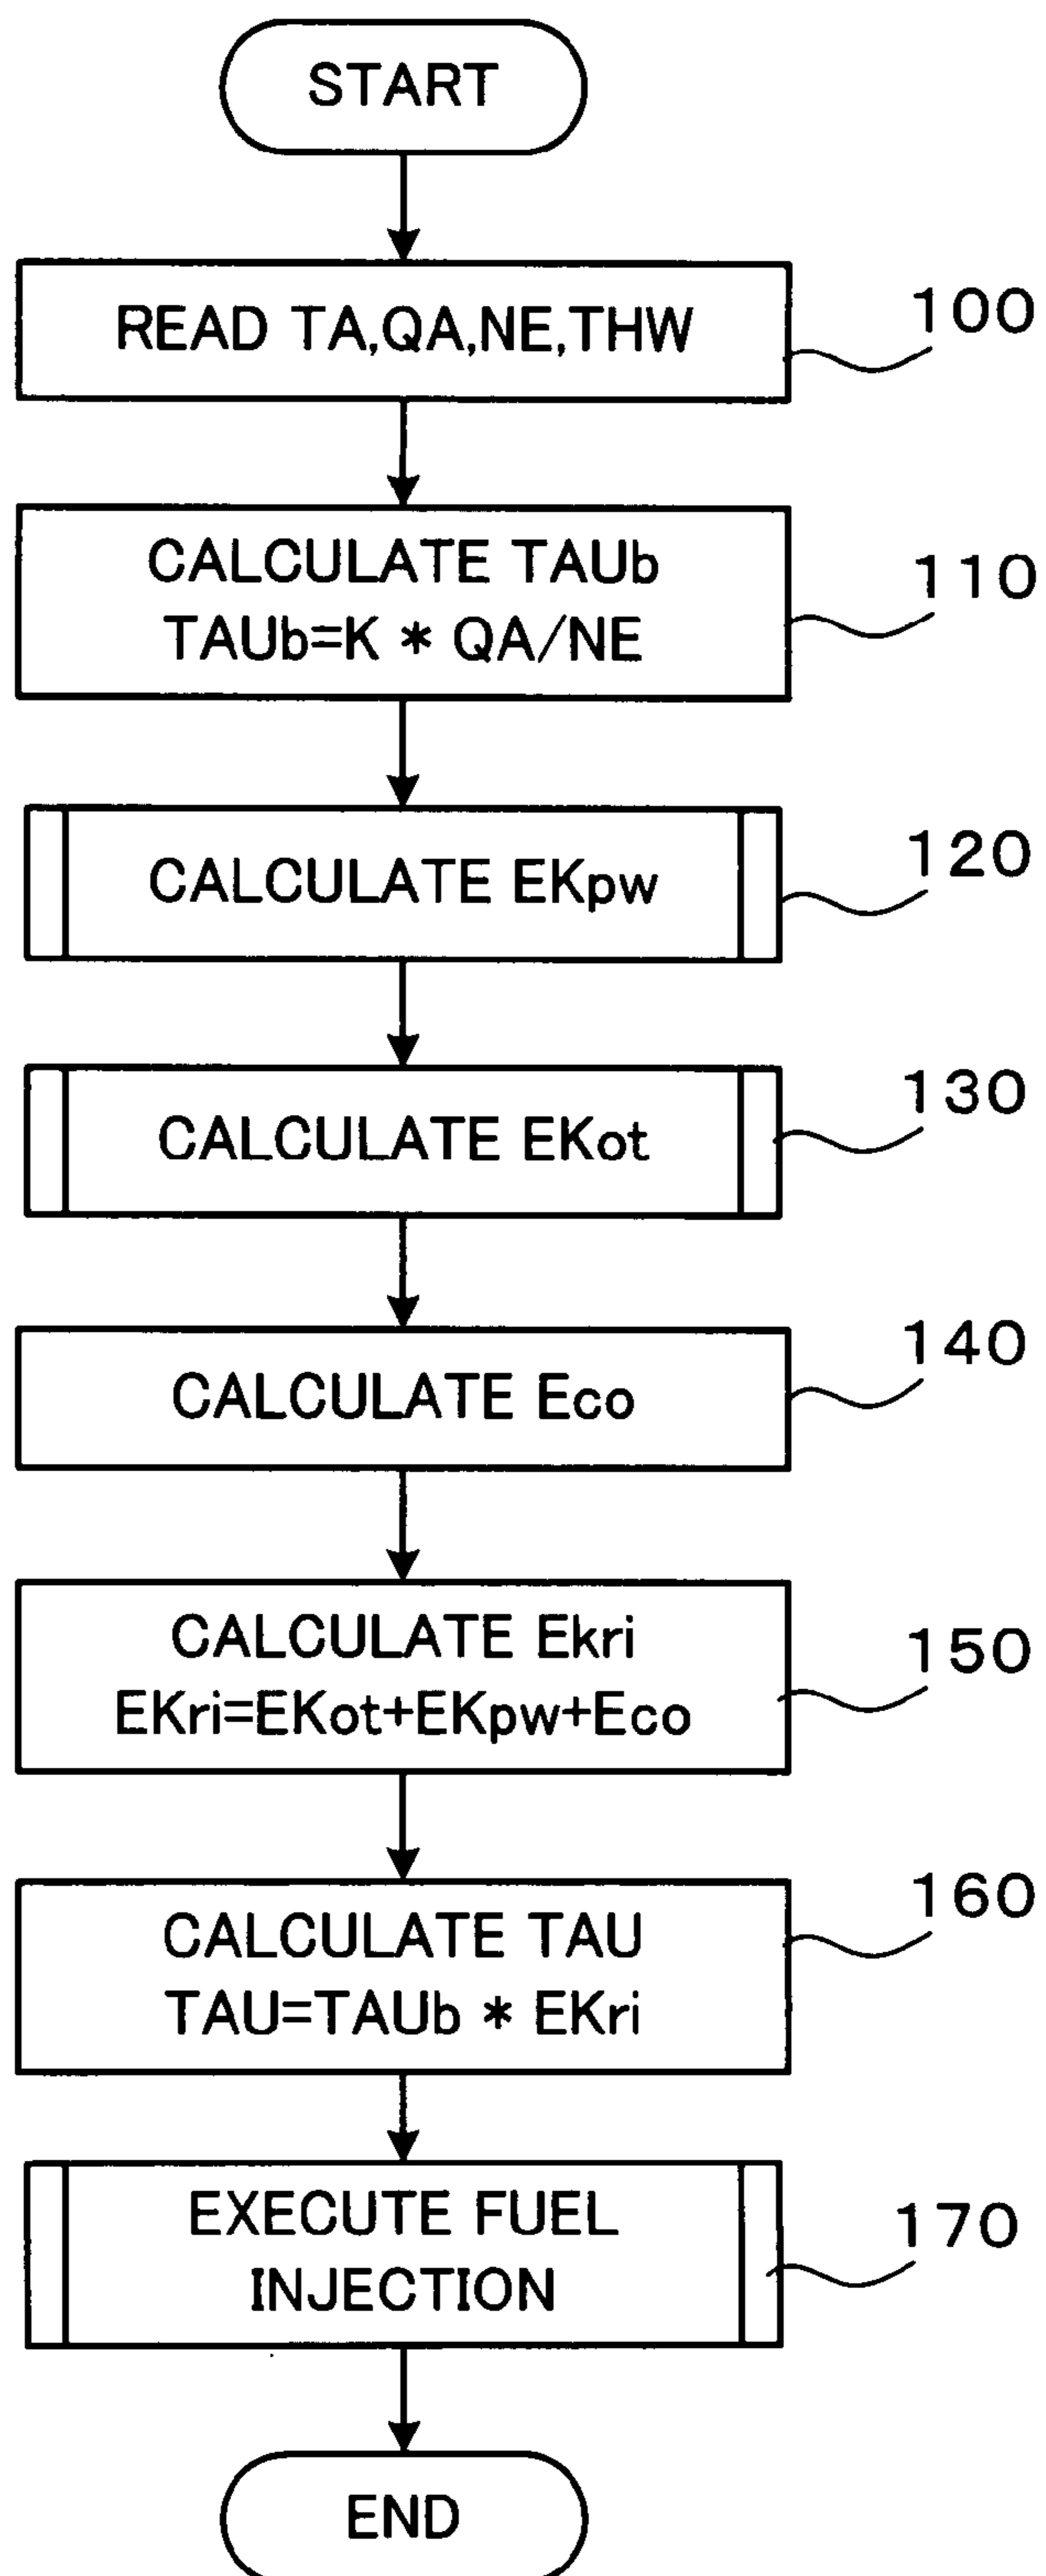 START
READ TA,QA,NE,THW
100
CALCULATE TAUb
TAUb=K * QA/NE
110
CALCULATE EKpw
120
CALCULATE EKot
130
CALCULATE Eco
140
CALCULATE Ekri
EKri=EKot+EKpw+Eco
150
CALCULATE TAU
TAU=TAUb * EKri
160
EXECUTE FUEL
INJECTION
170
END